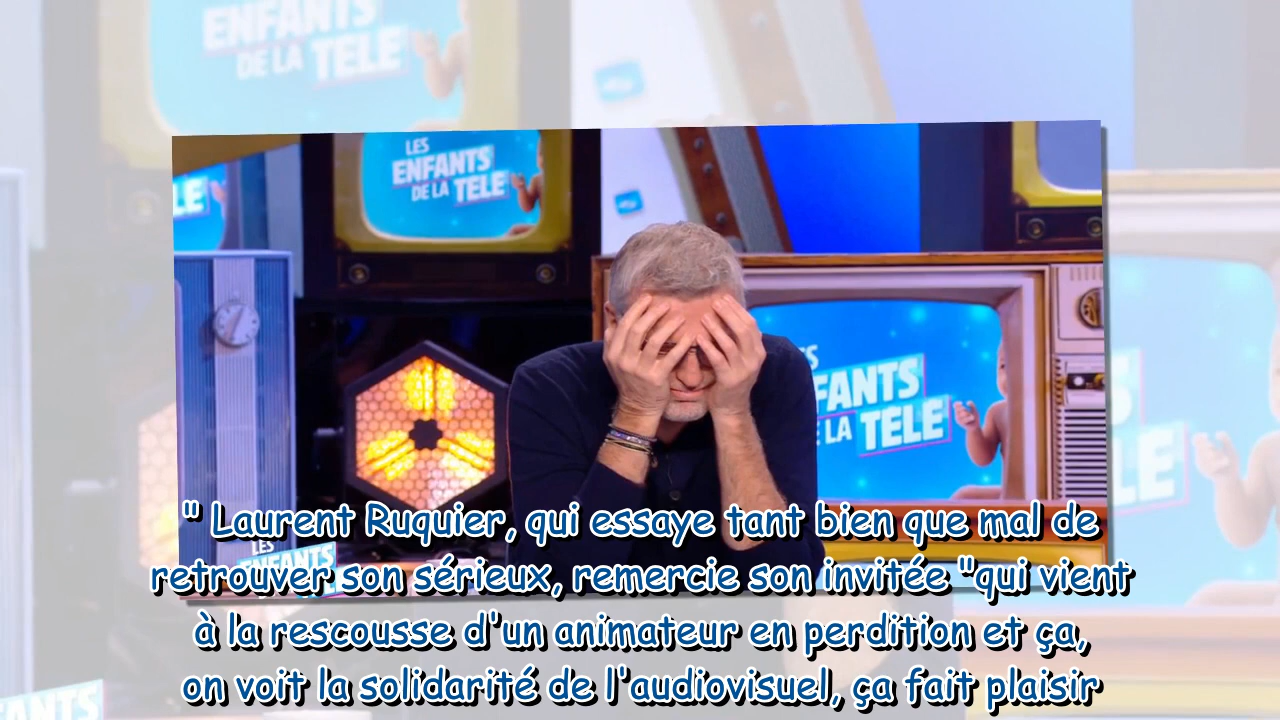 ENFANTS
DE LA TELE
LES
ENFANTS
DE LA TELE
LE
ENFANTS
LA TELE
" Laurent Ruquier, qui essaye tant bien que mal de
LES
ENFANTS
retrouver son sérieux, remercie son invitée "qui vient
à la rescousse d'un animateur en perdition et ça,
on voit la solidarité de l'audiovisuel, ça fait plaisir